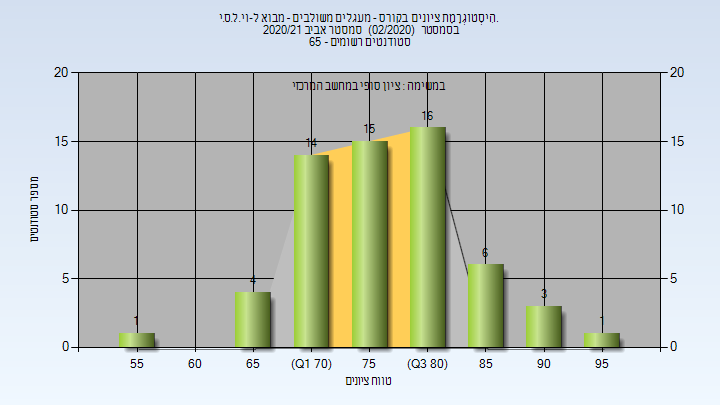 היסטוגרמת ציונים בקורס - מעגלים משולבים - מבוא ל-וי.ל.ס.י.
בסמסטר (02/2020) סמסטר אביב 2020/21
סטודנטים רשומים - 65
במשימה : ציון סופי במחשב המרכזי
20 20
15 15
10 10
5 5
0 0
מספר סטודנטים
1 4 14 15 16 6 3 1
55 60 65 (Q1 70) 75 (Q3 80) 85 90 95
טווח ציונים